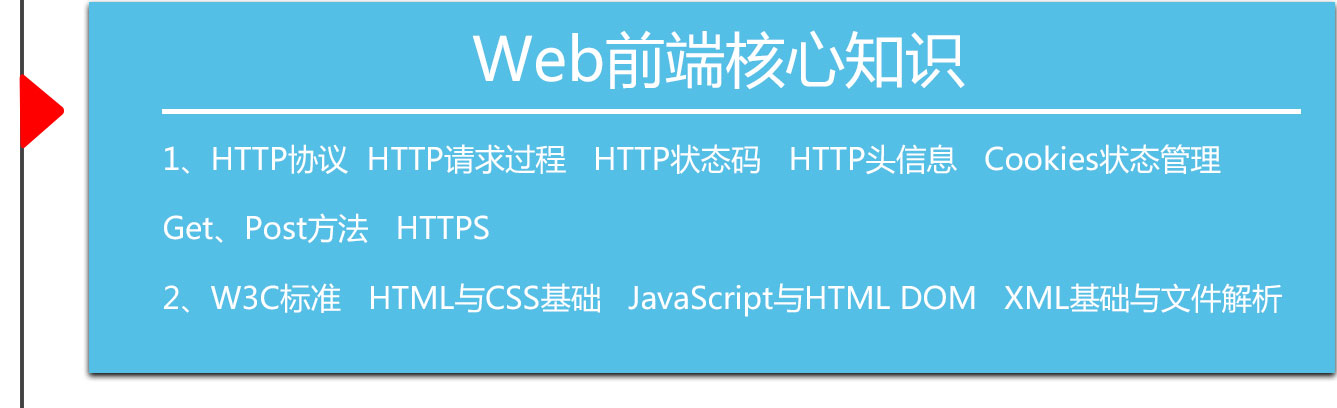 Web前端核心知识
1、HTTP协议 HTTP请求过程 HTTP状态码 HTTP头信息 Cookies状态管理
Get、Post方法 HTTPS
2、W3C标准 HTML与CSS基础 JavaScript与HTML DOM XML基础与文件解析